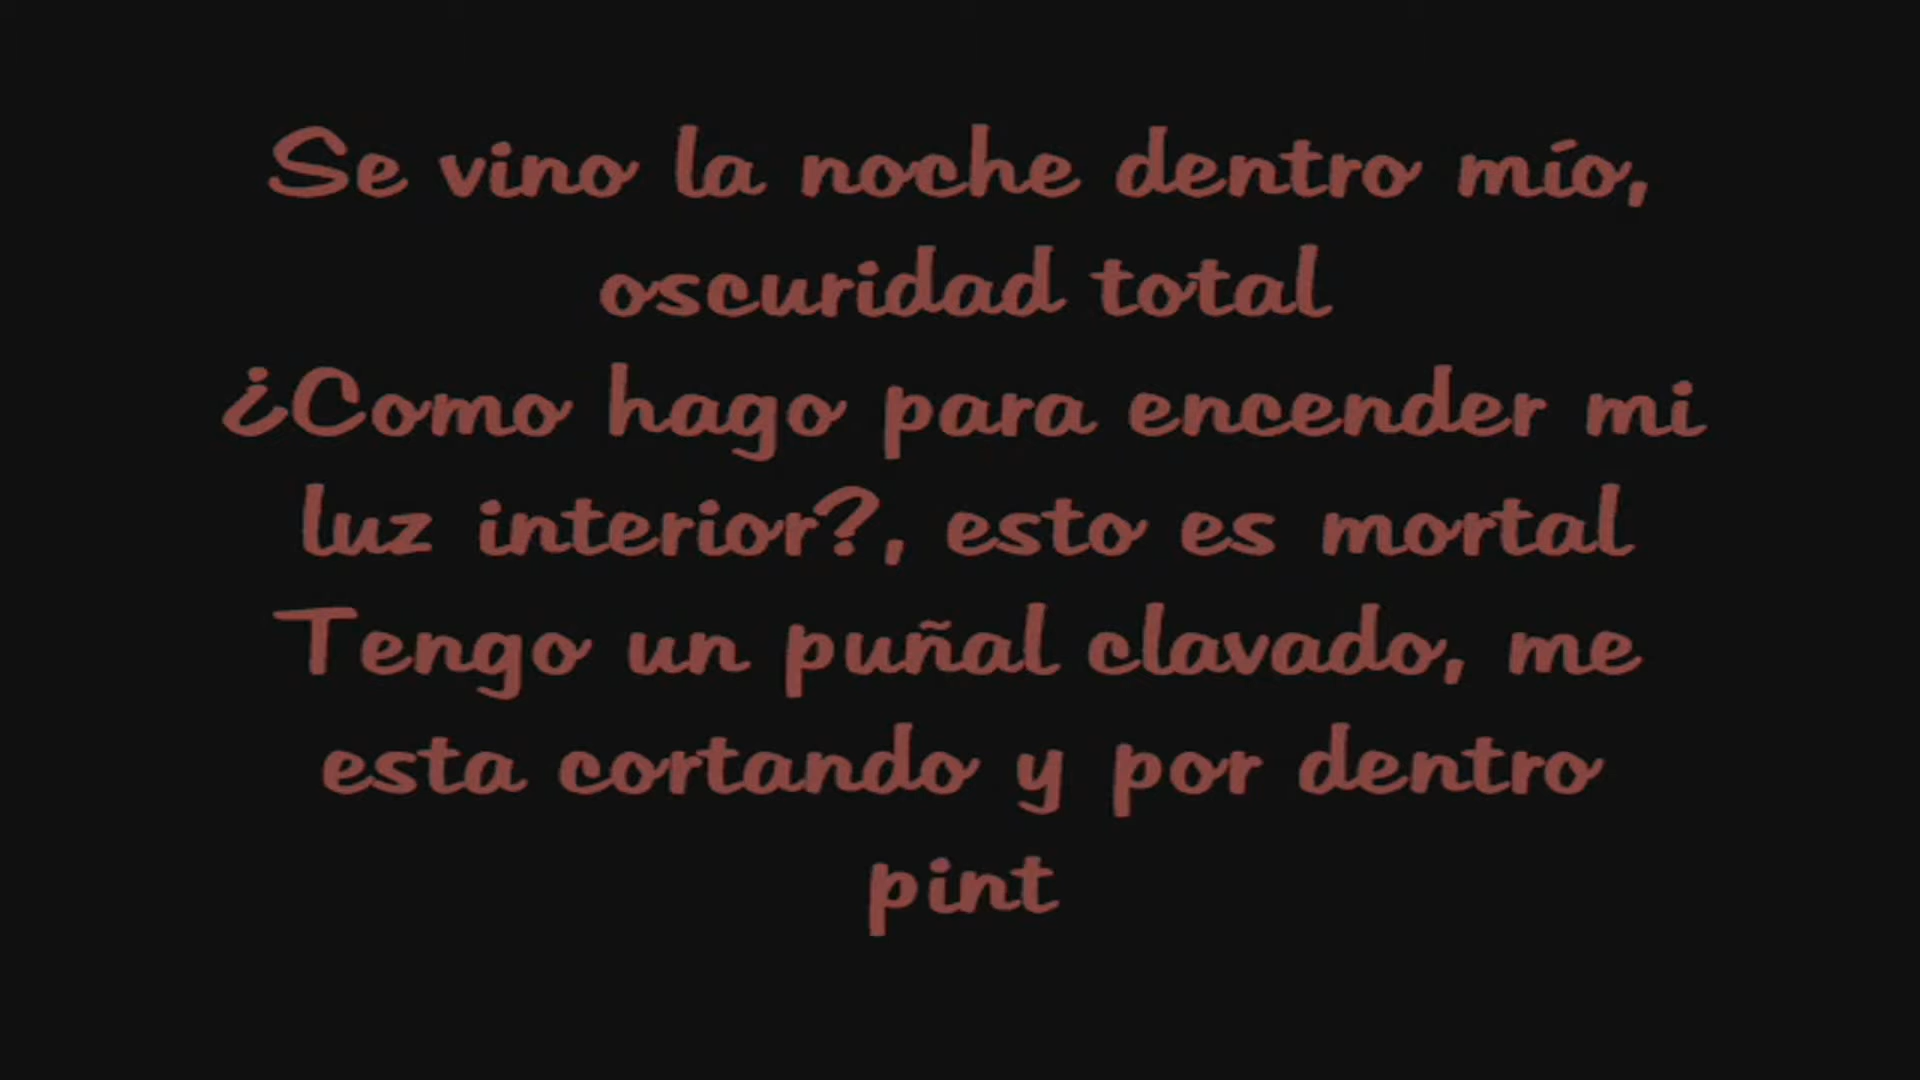 Se vino la noche dentro mío,
oscuridad total
¿Como hago para encender mi
luz interior?, esto es mortal
Tengo un puñal clavado, me
esta cortando y por dentro
pint